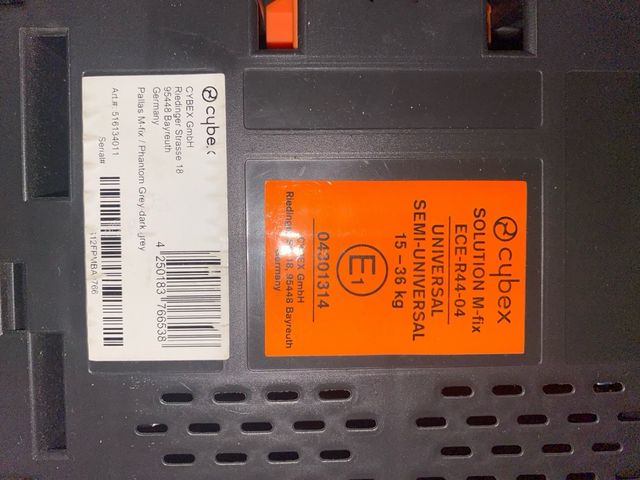 cybex
CYBEX GmbH
Riedinger Strasse 18
95448 Bayreuth
Germany
Pallas M-fix / Phantom Grey-dark grey
Art.#: 516134011
Serial#
4 250183 766538
cybex
SOLUTION M-fix
ECE-R44-04
UNIVERSAL
SEMI-UNIVERSAL
15 – 36 kg
E1
04301314
CYBEX GmbH
Riedinger 18, 95448 Bayreuth
Germany